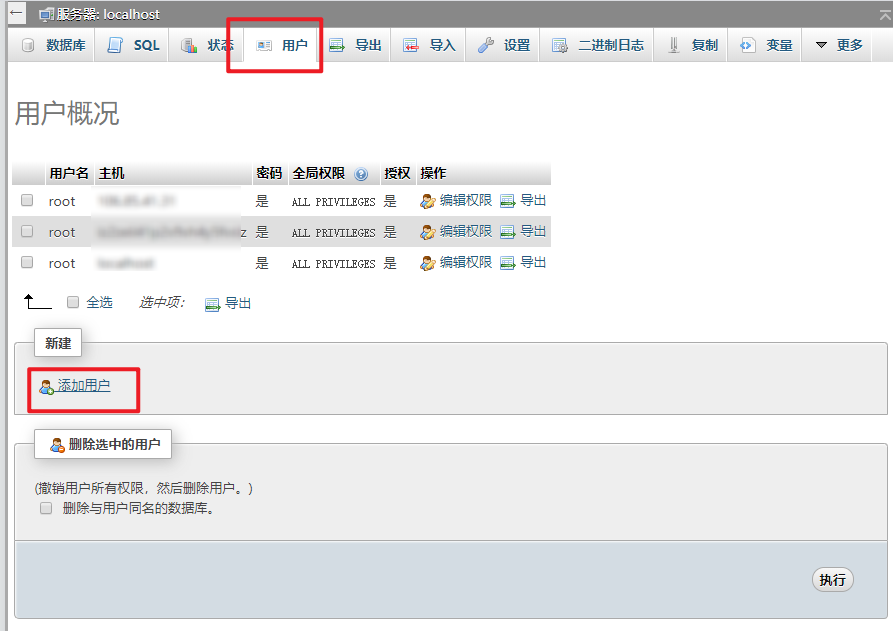 服务器: localhost
数据库 SQL 状态 用户 导出 导入 设置 二进制日志 复制 变量 更多
用户概况
用户名 主机 密码 全局权限 授权 操作
root 是 ALL PRIVILEGES 是 编辑权限 导出
root 是 ALL PRIVILEGES 是 编辑权限 导出
root 是 ALL PRIVILEGES 是 编辑权限 导出
全选 选中项: 导出
新建
添加用户
删除选中的用户
(撤销用户所有权限，然后删除用户。)
删除与用户同名的数据库。
执行